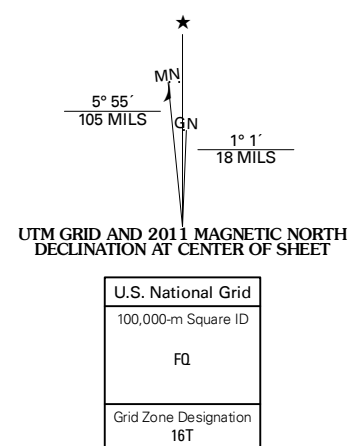 ★
MN
5° 55´
105 MILS
GN
1° 1´
18 MILS
UTM GRID AND 2011 MAGNETIC NORTH
DECLINATION AT CENTER OF SHEET
U.S. National Grid
100,000-m Square ID
FQ
Grid Zone Designation
16T